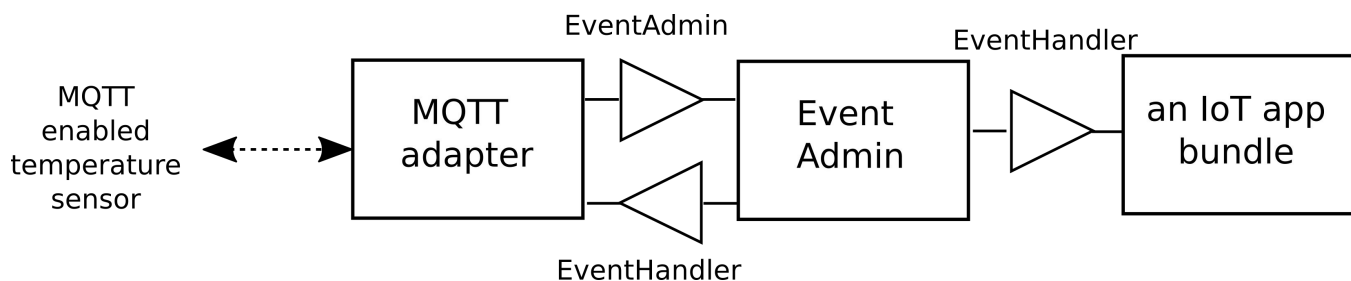 EventAdmin
EventHandler
MQTT
enabled
temperature
sensor
MQTT
adapter
Event
Admin
an IoT app
bundle
EventHandler